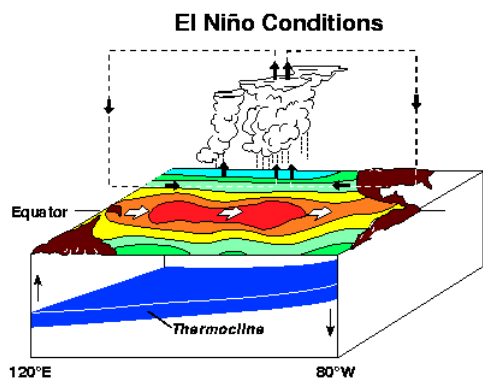 El Niño Conditions
Equator
Thermocline
120°E
80°W